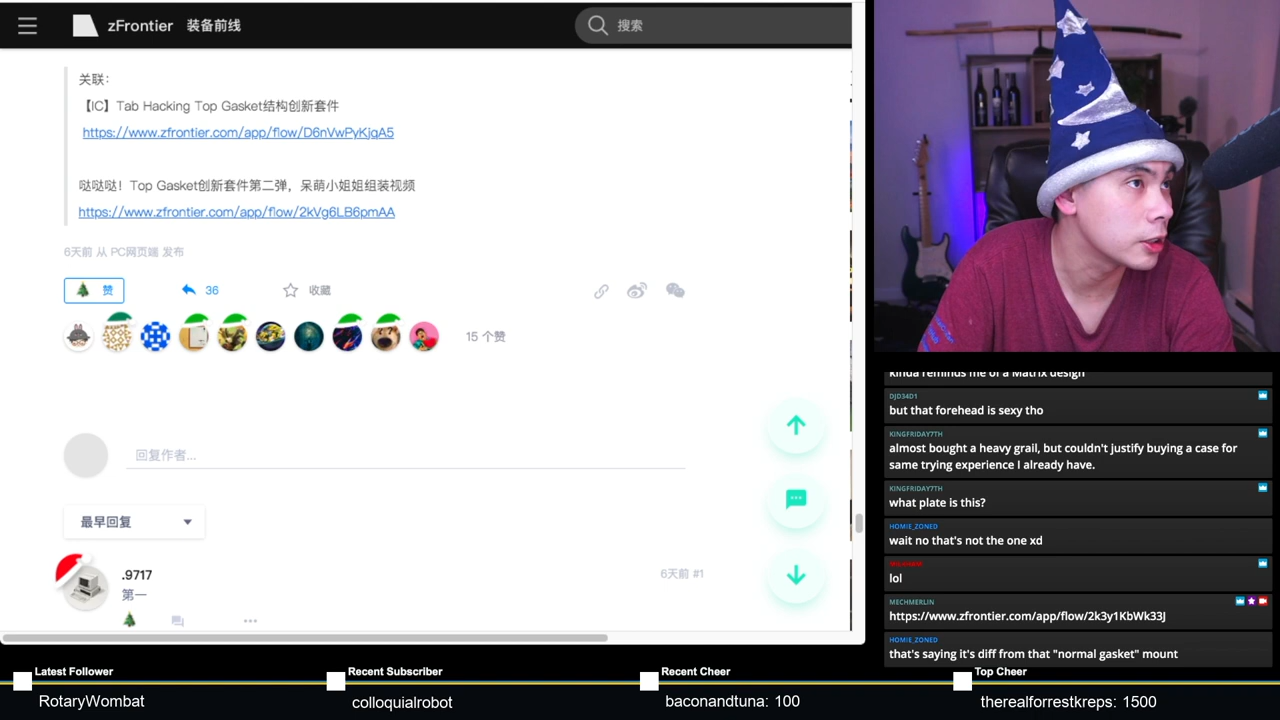 zFrontier 装备前线
搜索
关联：
【IC】Tab Hacking Top Gasket结构创新套件
https://www.zfrontier.com/app/flow/D6nVwPyKjqA5
哒哒哒！Top Gasket创新套件第二弹，呆萌小姐姐组装视频
https://www.zfrontier.com/app/flow/2kVg6LB6pmAA
6天前 从 PC网页端 发布
赞
36
收藏
15 个赞
回复作者...
最早回复
.9717
6天前 #1
第一
kinda reminds me of a Matrix design
DJD34D1
but that forehead is sexy tho
KINGFRIDAY7TH
almost bought a heavy grail, but couldn't justify buying a case for
same trying experience I already have.
KINGFRIDAY7TH
what plate is this?
HOMIE_ZONED
wait no that's not the one xd
lol
MECHMERLIN
https://www.zfrontier.com/app/flow/2k3y1KbWk33J
HOMIE_ZONED
that's saying it's diff from that "normal gasket" mount
Latest Follower
RotaryWombat
Recent Subscriber
colloquialrobot
Recent Cheer
baconandtuna: 100
Top Cheer
therealforrestkreps: 1500